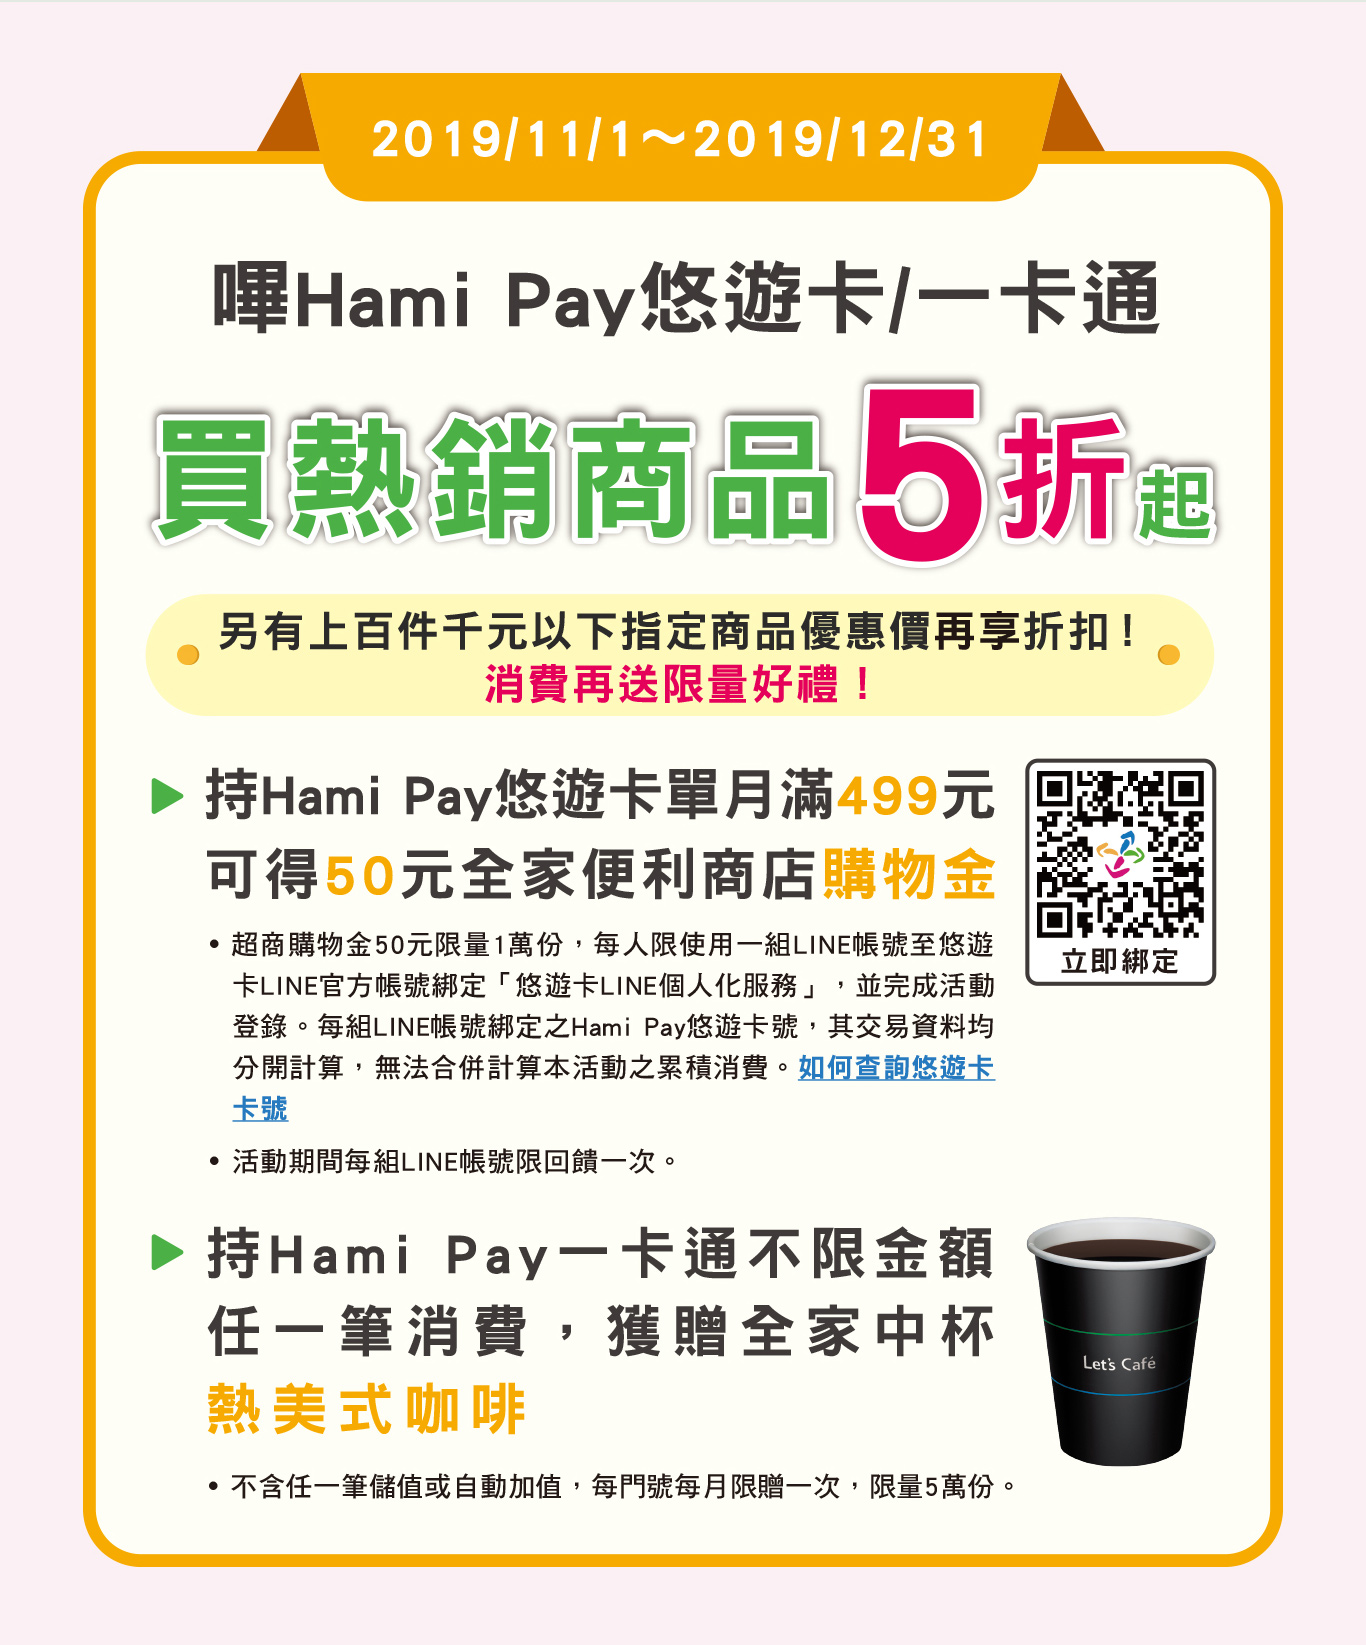 2019/11/1～2019/12/31
嗶Hami Pay悠遊卡/一卡通
買熱銷商品5折起
另有上百件千元以下指定商品優惠價再享折扣！
消費再送限量好禮！
持Hami Pay悠遊卡單月滿499元
可得50元全家便利商店購物金
• 超商購物金50元限量1萬份，每人限使用一組LINE帳號至悠遊
卡LINE官方帳號綁定「悠遊卡LINE個人化服務」，並完成活動
登錄。每組LINE帳號綁定之Hami Pay悠遊卡號，其交易資料均
分開計算，無法合併計算本活動之累積消費。如何查詢悠遊卡
卡號
• 活動期間每組LINE帳號限回饋一次。
立即綁定
持Hami Pay一卡通不限金額
任一筆消費，獲贈全家中杯
熱美式咖啡
Let's Café
• 不含任一筆儲值或自動加值，每門號每月限贈一次，限量5萬份。